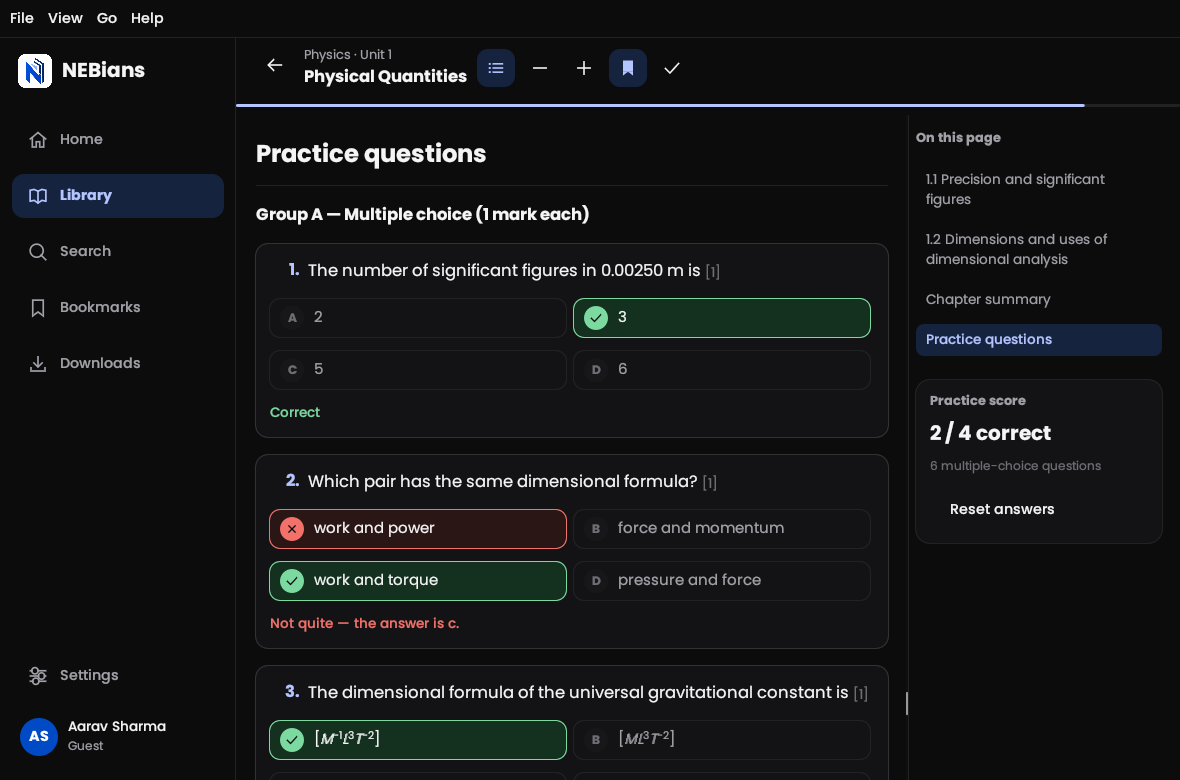 File View Go Help
NEBians
Home
Library
Search
Bookmarks
Downloads
Settings
AS
Aarav Sharma
Guest
Physics · Unit 1
Physical Quantities
Practice questions
Group A — Multiple choice (1 mark each)
1. The number of significant figures in 0.00250 m is [1]
A 2
3
C 5
D 6
Correct
2. Which pair has the same dimensional formula? [1]
work and power
B force and momentum
work and torque
D pressure and force
Not quite — the answer is c.
3. The dimensional formula of the universal gravitational constant is [1]
[M⁻¹L³T⁻²]
B [ML³T⁻²]
On this page
1.1 Precision and significant
figures
1.2 Dimensions and uses of
dimensional analysis
Chapter summary
Practice questions
Practice score
2 / 4 correct
6 multiple-choice questions
Reset answers